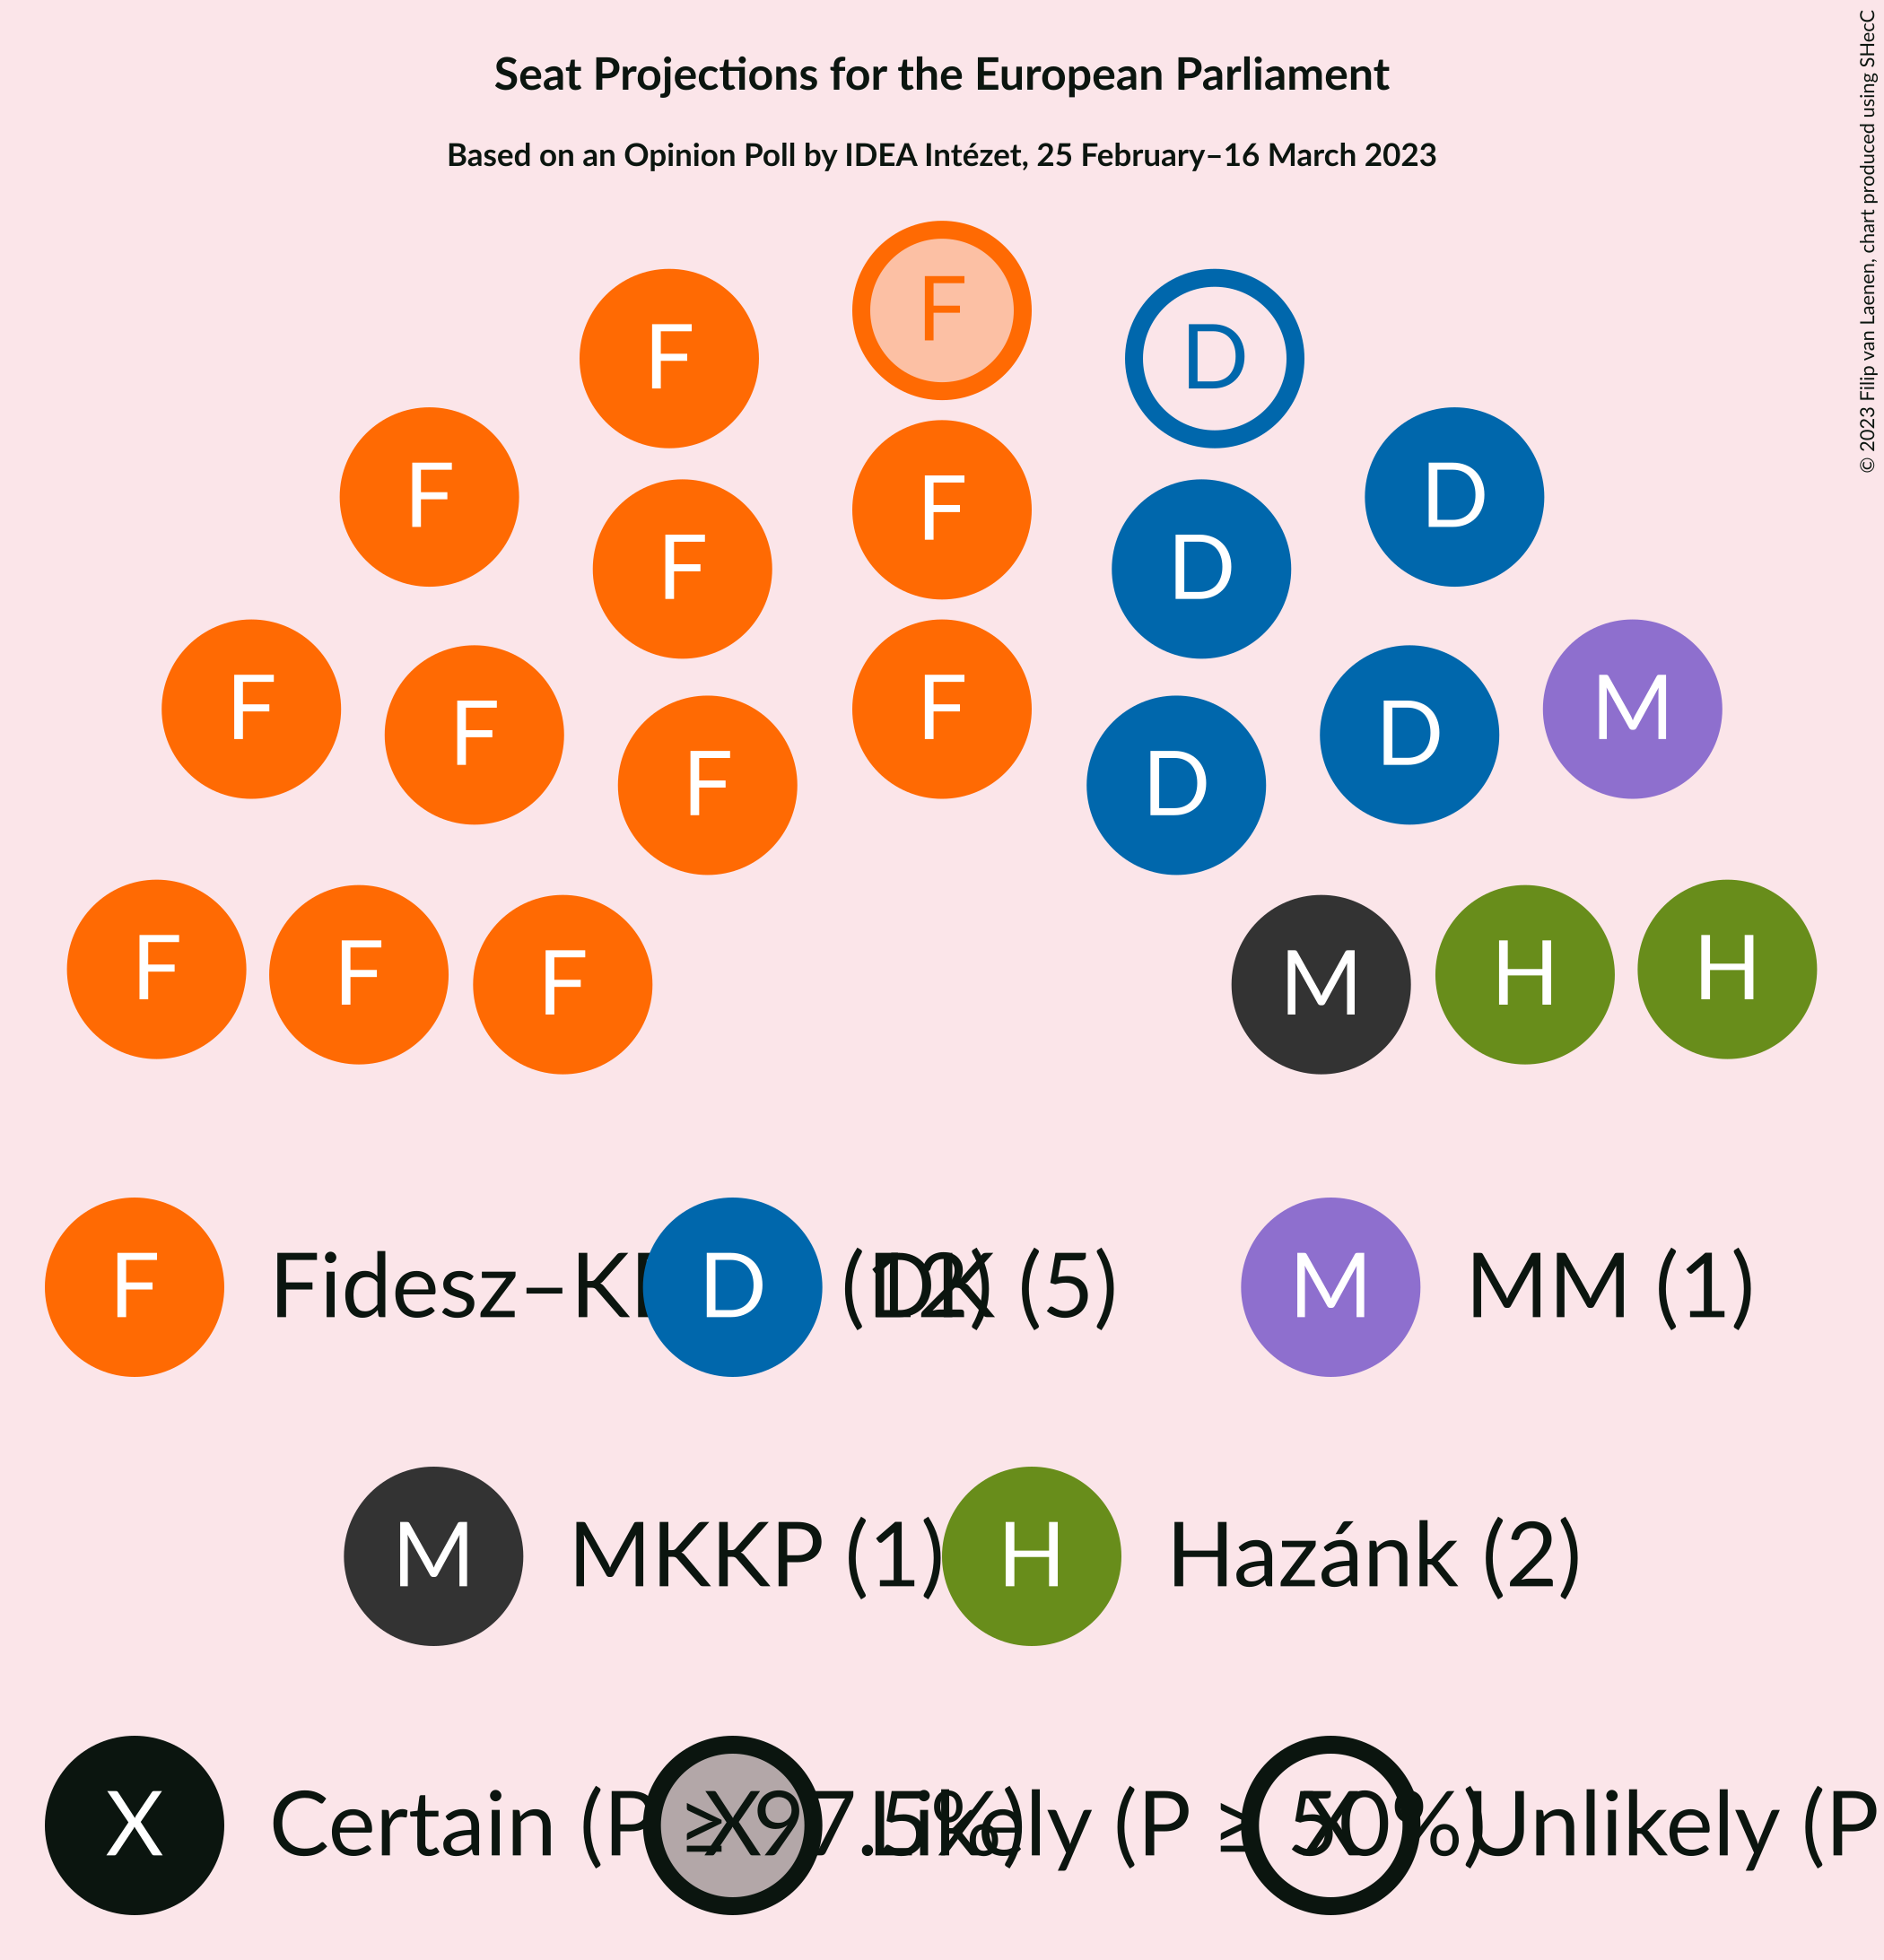 Seat Projections for the European Parliament
Based on an Opinion Poll by IDEA Intézet, 25 February–16 March 2023
© 2023 Filip van Laenen, chart produced using SHecC
F
F D
F D
F
F D
F F M
F D
F D
F H
F H
F M
F Fidesz–K (12) D DK (5) M MM (1)
M MKKP (1) H Hazánk (2)
X Certain (P ≥ 97.5%) X Likely (P ≥ 50%) X Unlikely (P